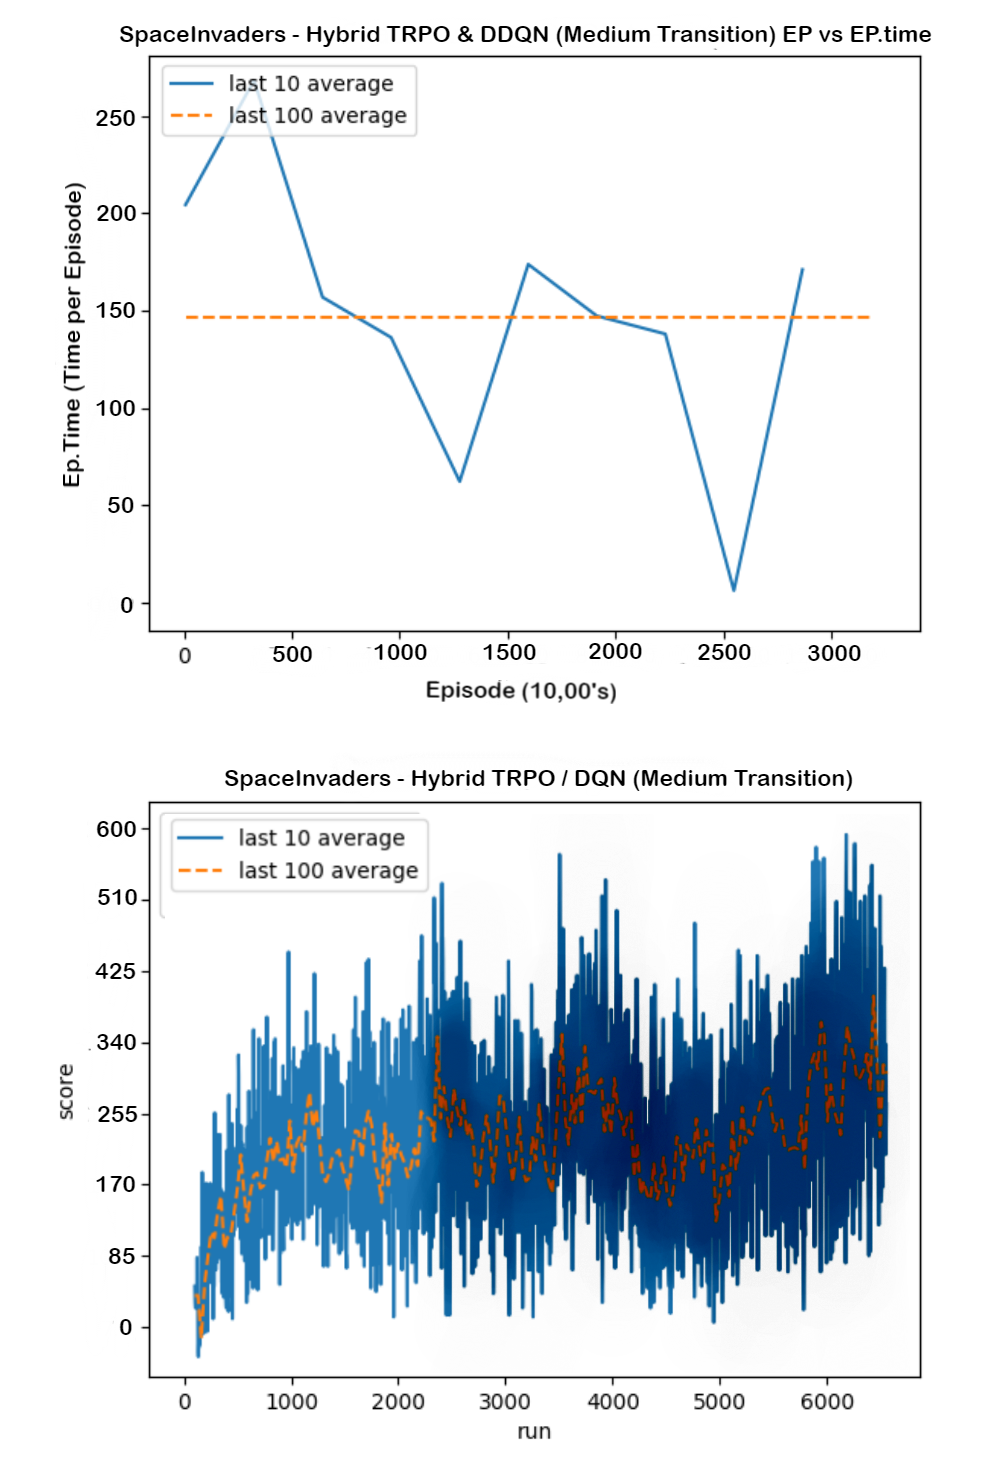 SpaceInvaders - Hybrid TRPO & DDQN (Medium Transition) EP vs EP.time
last 10 average
last 100 average
250
200
150
100
50
0
Ep.Time (Time per Episode)
0 500 1000 1500 2000 2500 3000
Episode (10,00's)
SpaceInvaders - Hybrid TRPO / DQN (Medium Transition)
last 10 average
last 100 average
600
510
425
340
255
170
85
0
score
0 1000 2000 3000 4000 5000 6000
run